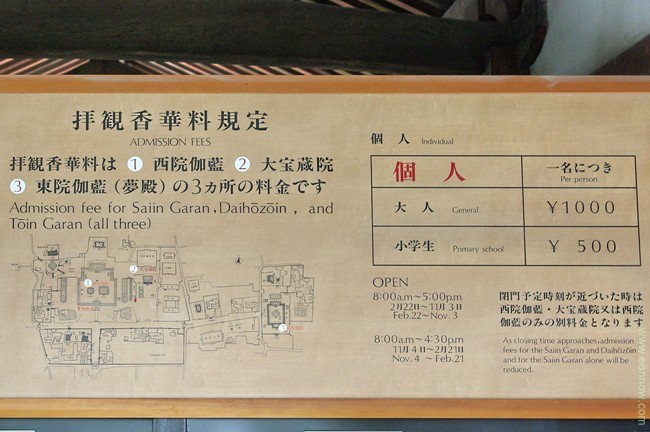 拝観香華料規定
ADMISSION FEES
拝観香華料は ❶ 西院伽藍 ❷ 大宝蔵院
❸ 東院伽藍(夢殿)の3ヵ所の料金です
Admission fee for Saiin Garan, Daihōzōin, and
Tōin Garan (all three)
個 人 Individual
個 人 一名につき
Per person
大 人 General ¥1000
小学生 Primary school ¥ 500
OPEN
8:00a.m〜5:00pm
2月22日〜11月3日
Feb.22〜Nov.3
8:00a.m〜4:30pm
11月4日〜2月21日
Nov.4 〜Feb.21
閉門予定時刻が近づいた時は
西院伽藍・大宝蔵院又は西院
伽藍のみの別料金となります
As closing time approaches, admission
fees for the Saiin Garan and Daihōzōin
and for the Saiin Garan alone will be
reduced.